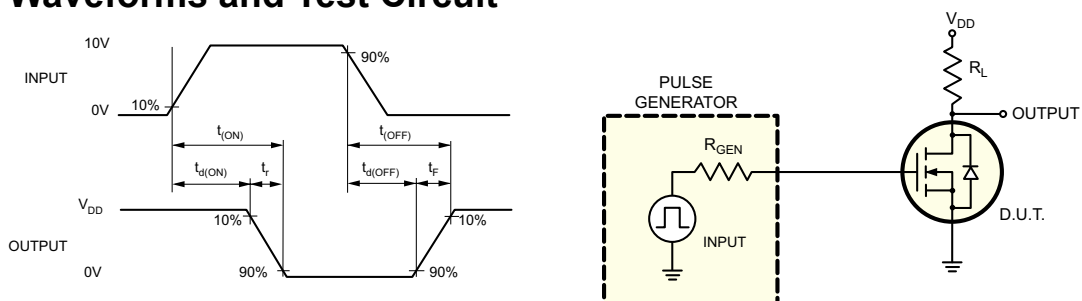 Waveforms and Test Circuit
10V
INPUT
0V
10%
90%
t(ON)
t(OFF)
td(ON)
tr
td(OFF)
tF
VDD
10%
10%
OUTPUT
0V
90%
90%
VDD
RL
PULSE
GENERATOR
OUTPUT
RGEN
INPUT
D.U.T.